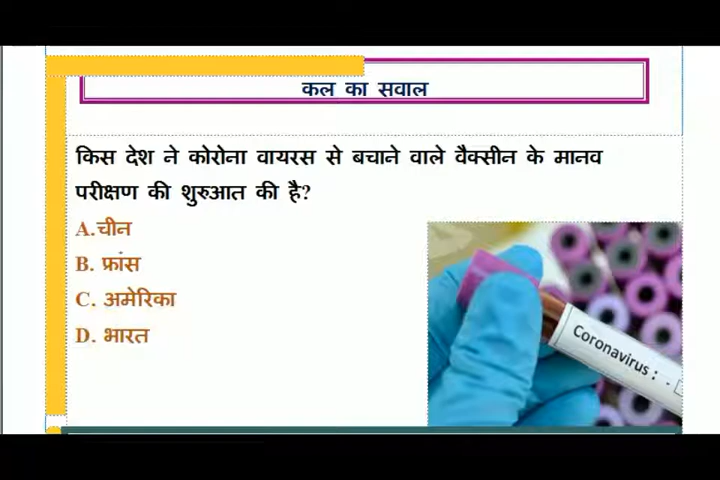 कल का सवाल
किस देश ने कोरोना वायरस से बचाने वाले वैक्सीन के मानव
परीक्षण की शुरुआत की है?
A.चीन
B. फ्रांस
C. अमेरिका
D. भारत
Coronavirus :